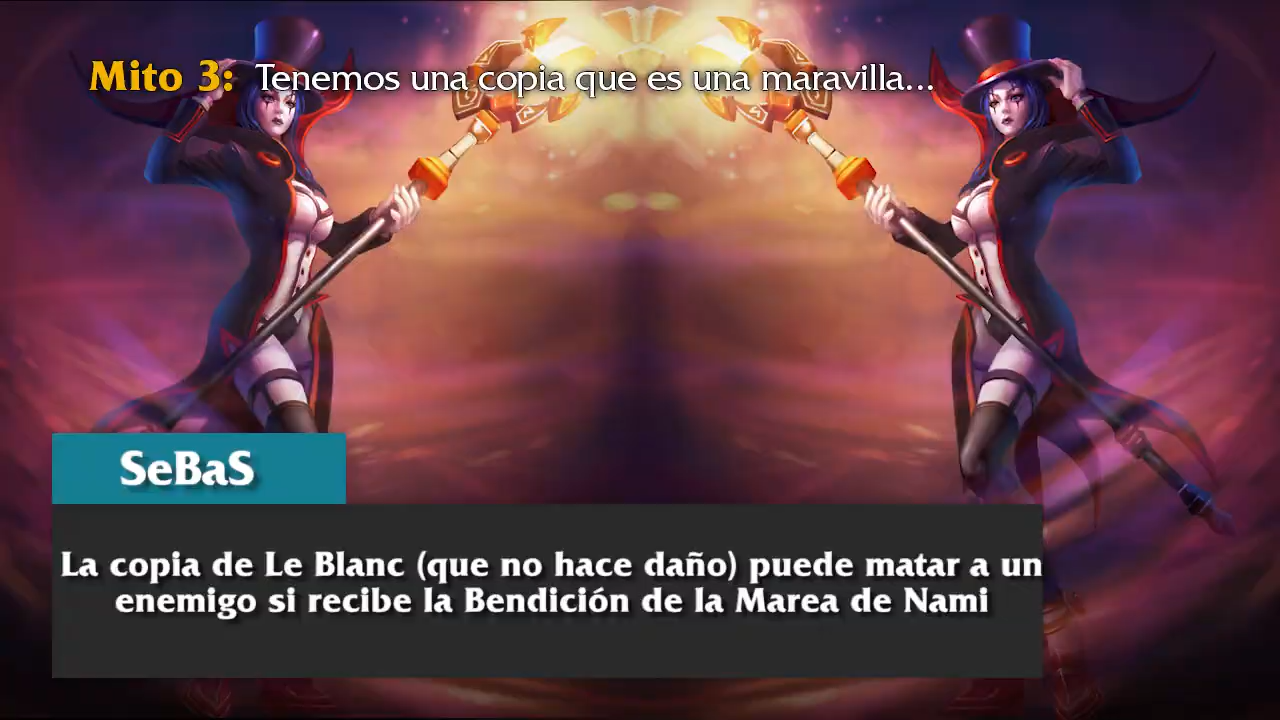 Mito 3: Tenemos una copia que es una maravilla...
SeBaS
La copia de Le Blanc (que no hace daño) puede matar a un
enemigo si recibe la Bendición de la Marea de Nami